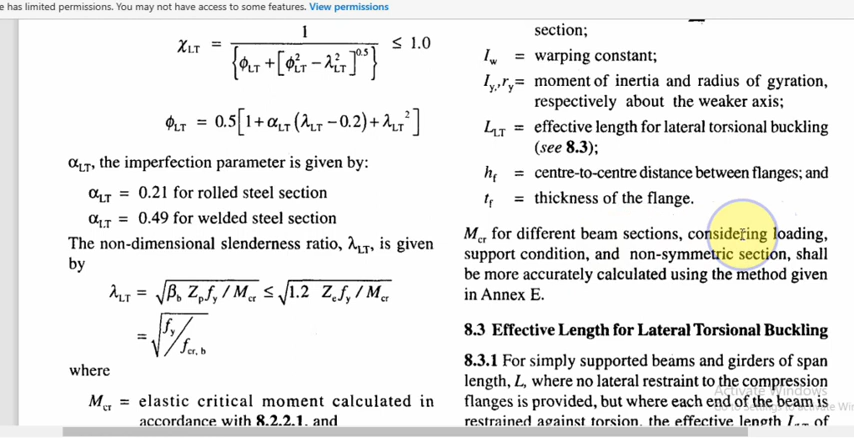 e has limited permissions. You may not have access to some features. View permissions
χLT = 1 / {ϕLT + [ϕ²LT − λ²LT]^0.5} ≤ 1.0
ϕLT = 0.5[1 + αLT (λLT − 0.2) + λLT²]
αLT, the imperfection parameter is given by:
αLT = 0.21 for rolled steel section
αLT = 0.49 for welded steel section
The non-dimensional slenderness ratio, λLT, is given
by
λLT = √(βb Zp fy / Mcr) ≤ √(1.2 Ze fy / Mcr)
= √(fy / fcr, b)
where
Mcr = elastic critical moment calculated in
accordance with 8.2.2.1, and
section;
Iw = warping constant;
Iy, ry = moment of inertia and radius of gyration,
respectively about the weaker axis;
LLT = effective length for lateral torsional buckling
(see 8.3);
hf = centre-to-centre distance between flanges; and
tf = thickness of the flange.
Mcr for different beam sections, considering loading,
support condition, and non-symmetric section, shall
be more accurately calculated using the method given
in Annex E.
8.3 Effective Length for Lateral Torsional Buckling
8.3.1 For simply supported beams and girders of span
length, L, where no lateral restraint to the compression
flanges is provided, but where each end of the beam is
restrained against torsion, the effective length LLT of
Activate Windows